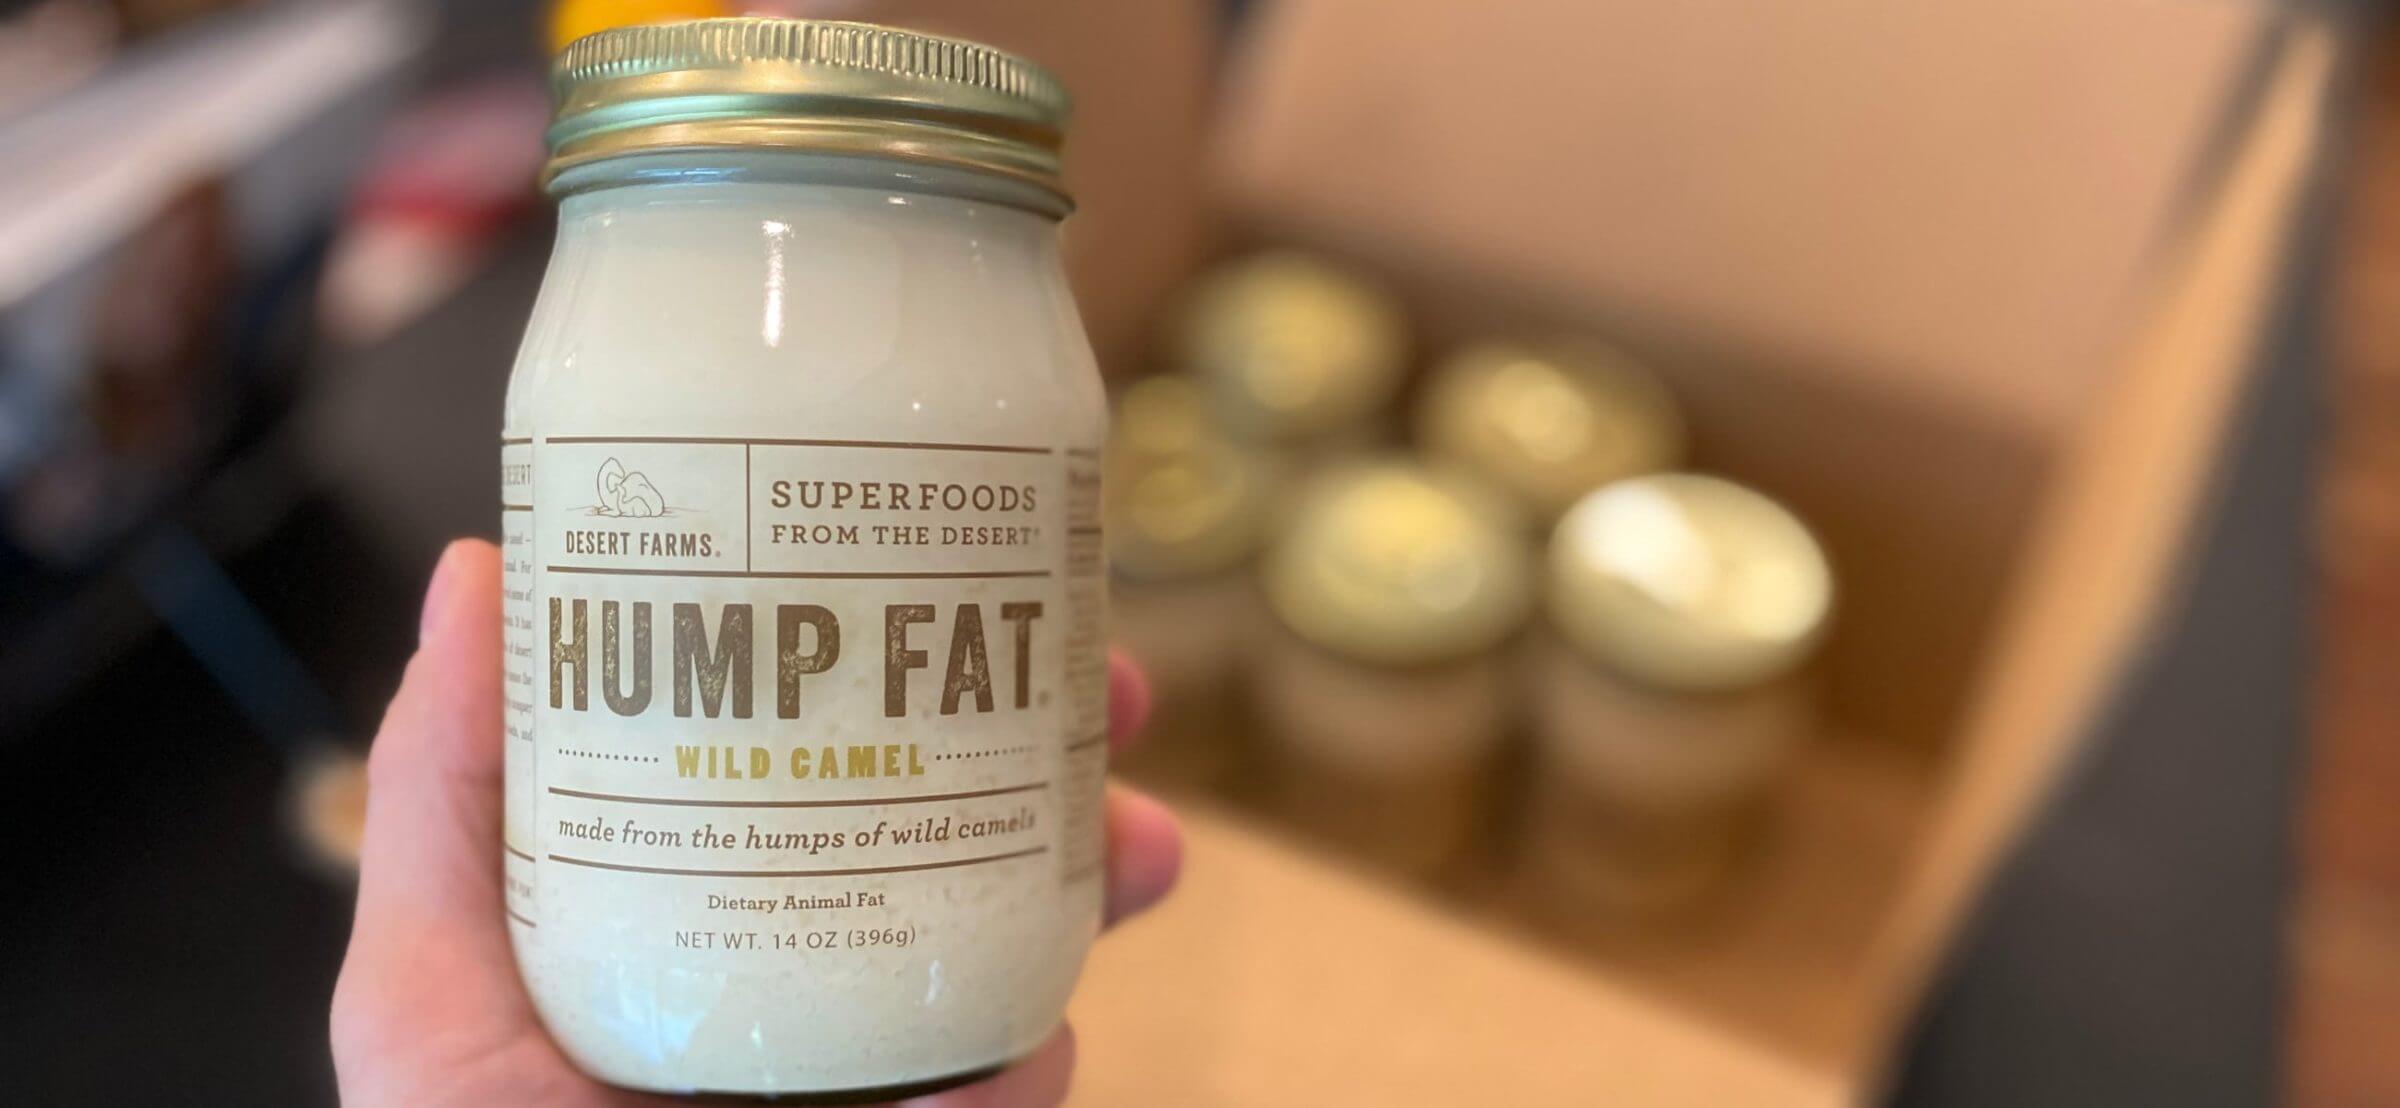 DESERT FARMS®
SUPERFOODS
FROM THE DESERT®
HUMP FAT®
WILD CAMEL
made from the humps of wild camels
Dietary Animal Fat
NET WT. 14 OZ (396g)
DESERT